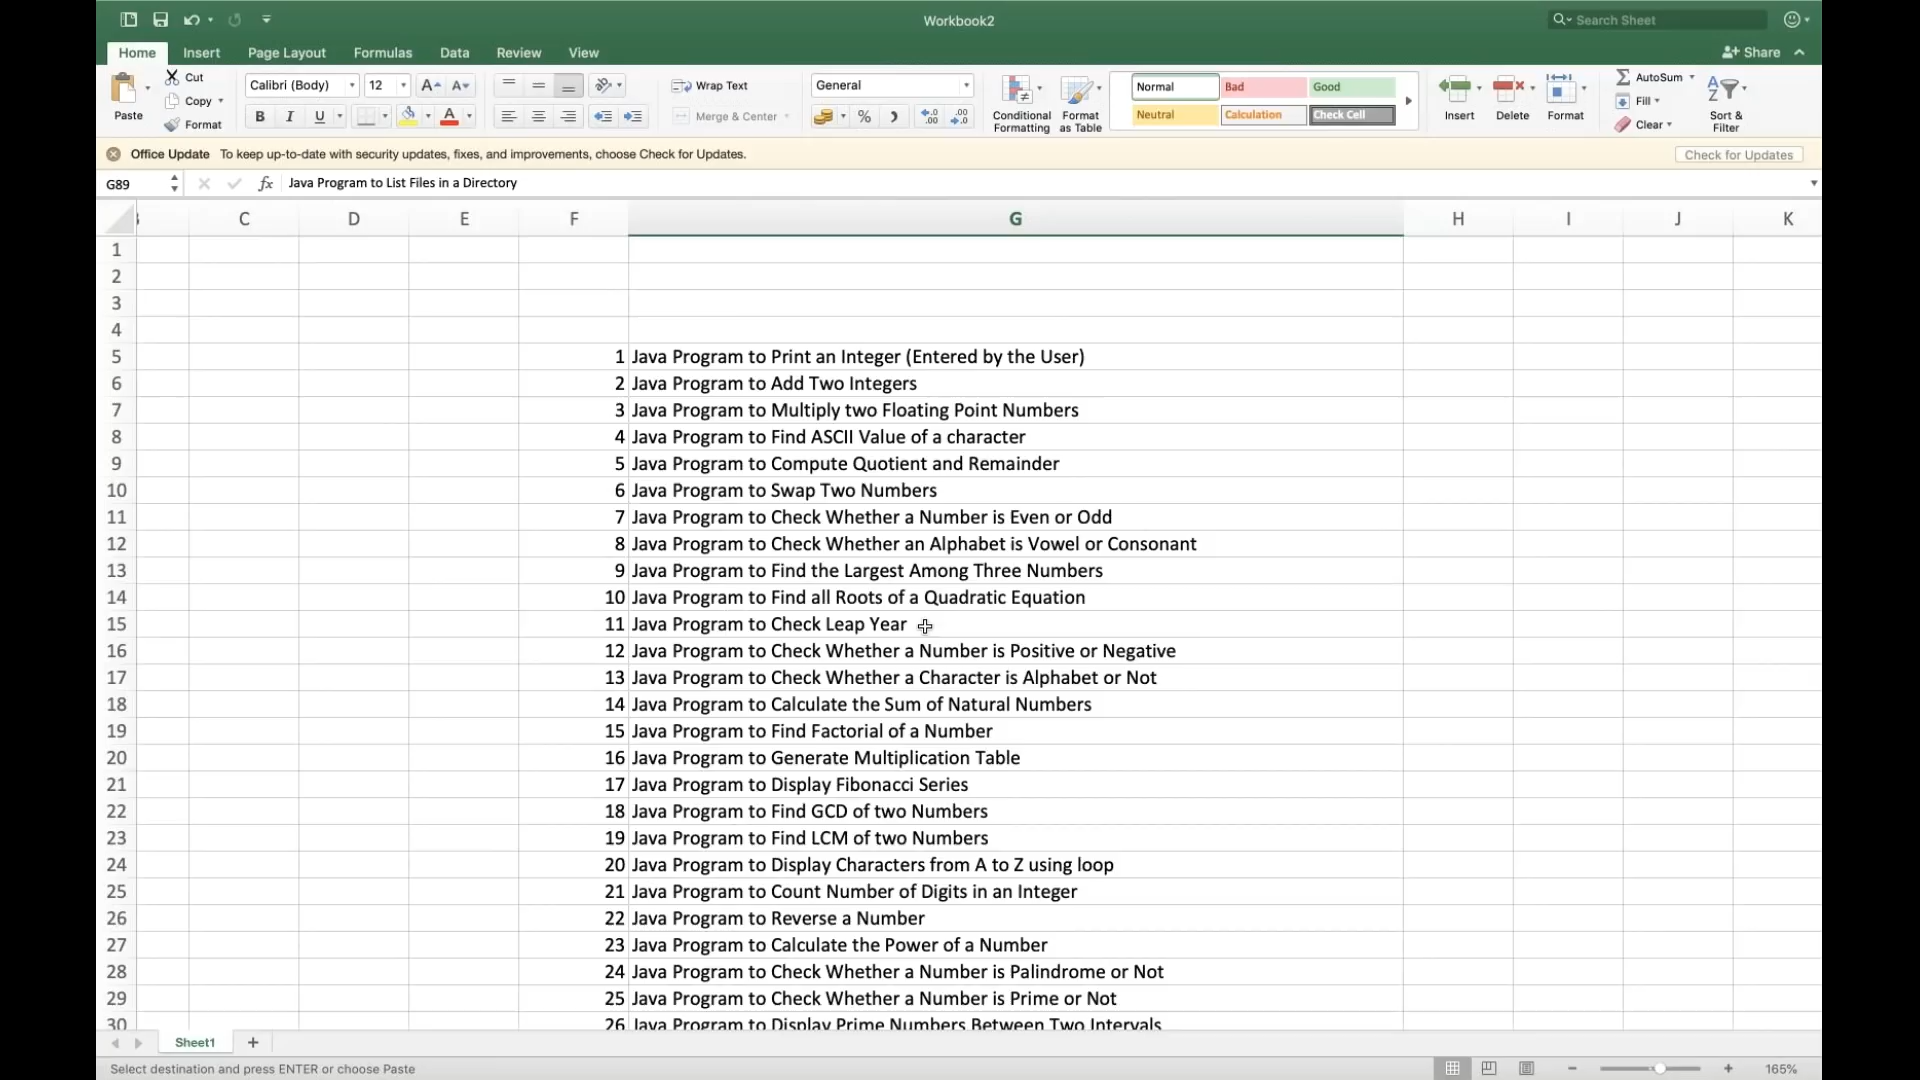 Workbook2
Search Sheet
Home Insert Page Layout Formulas Data Review View
Share
Paste
Cut
Copy
Format
Calibri (Body) 12
B I U
Wrap Text
Merge & Center
General
Conditional Formatting
Format as Table
Normal Bad Good
Neutral Calculation Check Cell
Insert Delete Format
AutoSum
Fill
Clear
Sort & Filter
Office Update To keep up-to-date with security updates, fixes, and improvements, choose Check for Updates.
Check for Updates
G89 fx Java Program to List Files in a Directory
C D E F G H I J K
1
2
3
4
5 1 Java Program to Print an Integer (Entered by the User)
6 2 Java Program to Add Two Integers
7 3 Java Program to Multiply two Floating Point Numbers
8 4 Java Program to Find ASCII Value of a character
9 5 Java Program to Compute Quotient and Remainder
10 6 Java Program to Swap Two Numbers
11 7 Java Program to Check Whether a Number is Even or Odd
12 8 Java Program to Check Whether an Alphabet is Vowel or Consonant
13 9 Java Program to Find the Largest Among Three Numbers
14 10 Java Program to Find all Roots of a Quadratic Equation
15 11 Java Program to Check Leap Year
16 12 Java Program to Check Whether a Number is Positive or Negative
17 13 Java Program to Check Whether a Character is Alphabet or Not
18 14 Java Program to Calculate the Sum of Natural Numbers
19 15 Java Program to Find Factorial of a Number
20 16 Java Program to Generate Multiplication Table
21 17 Java Program to Display Fibonacci Series
22 18 Java Program to Find GCD of two Numbers
23 19 Java Program to Find LCM of two Numbers
24 20 Java Program to Display Characters from A to Z using loop
25 21 Java Program to Count Number of Digits in an Integer
26 22 Java Program to Reverse a Number
27 23 Java Program to Calculate the Power of a Number
28 24 Java Program to Check Whether a Number is Palindrome or Not
29 25 Java Program to Check Whether a Number is Prime or Not
30 26 Java Program to Display Prime Numbers Between Two Intervals
Sheet1
Select destination and press ENTER or choose Paste
165%